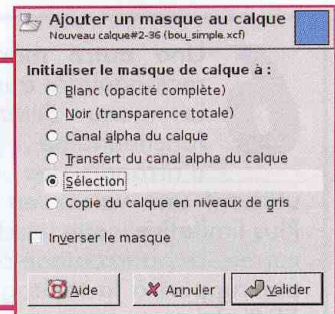 Ajouter un masque au calque
Nouveau calque#2-36 (bou_simple.xcf)
Initialiser le masque de calque à :
Blanc (opacité complète)
Noir (transparence totale)
Canal alpha du calque
Transfert du canal alpha du calque
Sélection
Copie du calque en niveaux de gris
Inverser le masque
Aide
Annuler
Valider